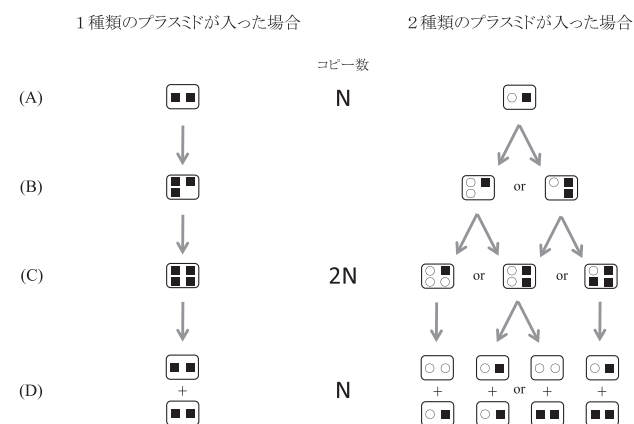 1種類のプラスミドが入った場合
2種類のプラスミドが入った場合
コピー数
(A)
N
(B)
or
(C)
2N
or
or
(D)
N
+
+
+
or
+
+